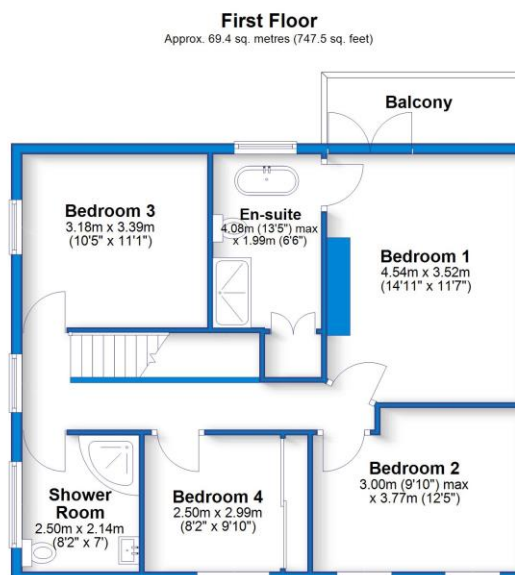 First Floor
Approx. 69.4 sq. metres (747.5 sq. feet)
Balcony
Bedroom 3
3.18m x 3.39m
(10'5" x 11'1")
En-suite
4.08m (13'5") max
x 1.99m (6'6")
Bedroom 1
4.54m x 3.52m
(14'11" x 11'7")
Shower
Room
2.50m x 2.14m
(8'2" x 7')
Bedroom 4
2.50m x 2.99m
(8'2" x 9'10")
Bedroom 2
3.00m (9'10") max
x 3.77m (12'5")